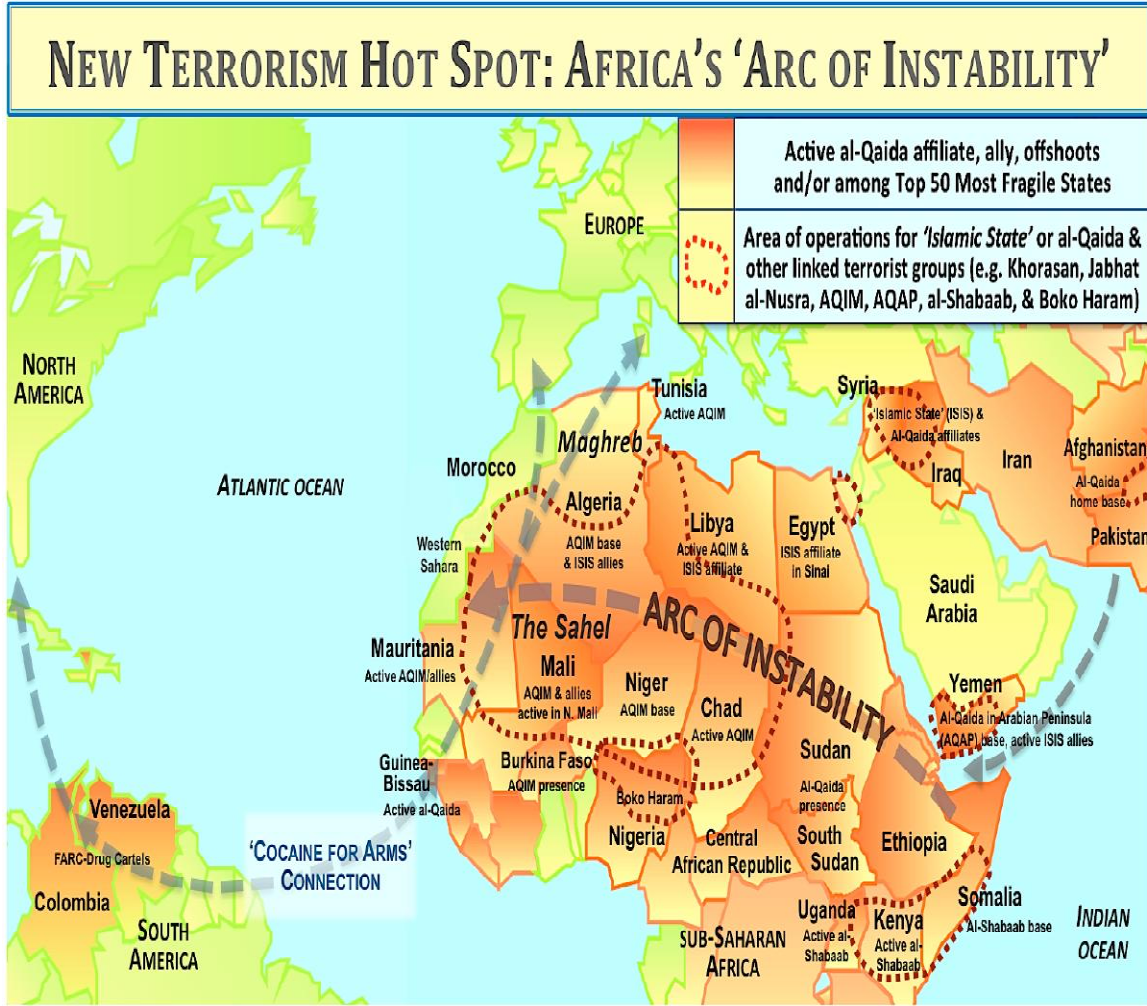 NEW TERRORISM HOT SPOT: AFRICA'S 'ARC OF INSTABILITY'
Active al-Qaida affiliate, ally, offshoots
and/or among Top 50 Most Fragile States
Area of operations for 'Islamic State' or al-Qaida &
other linked terrorist groups (e.g. Khorasan, Jabhat
al-Nusra, AQIM, AQAP, al-Shabaab, & Boko Haram)
EUROPE
NORTH
AMERICA
ATLANTIC OCEAN
Tunisia
Active AQIM
Maghreb
Morocco
Algeria
AQIM base
& ISIS allies
Western
Sahara
Libya
Active AQIM &
ISIS affiliate
Egypt
ISIS affiliate
in Sinai
Syria
'Islamic State' (ISIS) &
Al-Qaida affiliates
Iraq
Iran
Afghanistan
Al-Qaida
home base
Pakistan
Saudi
Arabia
Yemen
Al-Qaida in Arabian Peninsula
(AQAP) base, active ISIS allies
ARC OF INSTABILITY
The Sahel
Mauritania
Active AQIM/allies
Mali
AQIM & allies
active in N. Mali
Niger
AQIM base
Chad
Active AQIM
Burkina Faso
AQIM presence
Guinea-
Bissau
Active al-Qaida
Boko Haram
Nigeria
Central
African Republic
Sudan
Al-Qaida
presence
South
Sudan
Ethiopia
Somalia
Al-Shabaab base
Uganda
Active al-
Shabaab
Kenya
Active al-
Shabaab
SUB-SAHARAN
AFRICA
INDIAN
OCEAN
Venezuela
FARC-Drug Cartels
Colombia
SOUTH
AMERICA
'COCAINE FOR ARMS'
CONNECTION